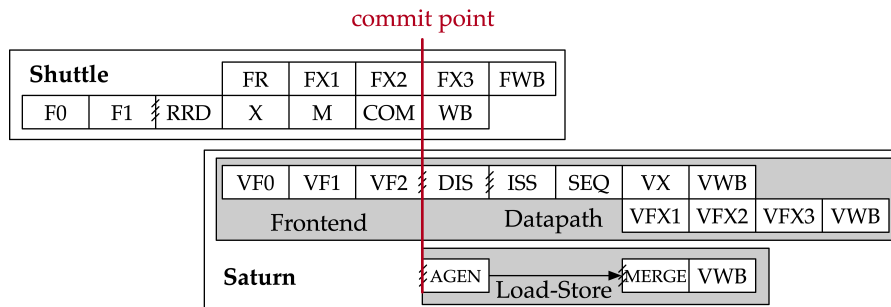 commit point
Shuttle
FR FX1 FX2 FX3 FWB
F0 F1 RRD X M COM WB
VF0 VF1 VF2 DIS ISS SEQ VX VWB
Frontend Datapath VFX1 VFX2 VFX3 VWB
Saturn AGEN MERGE VWB
Load-Store